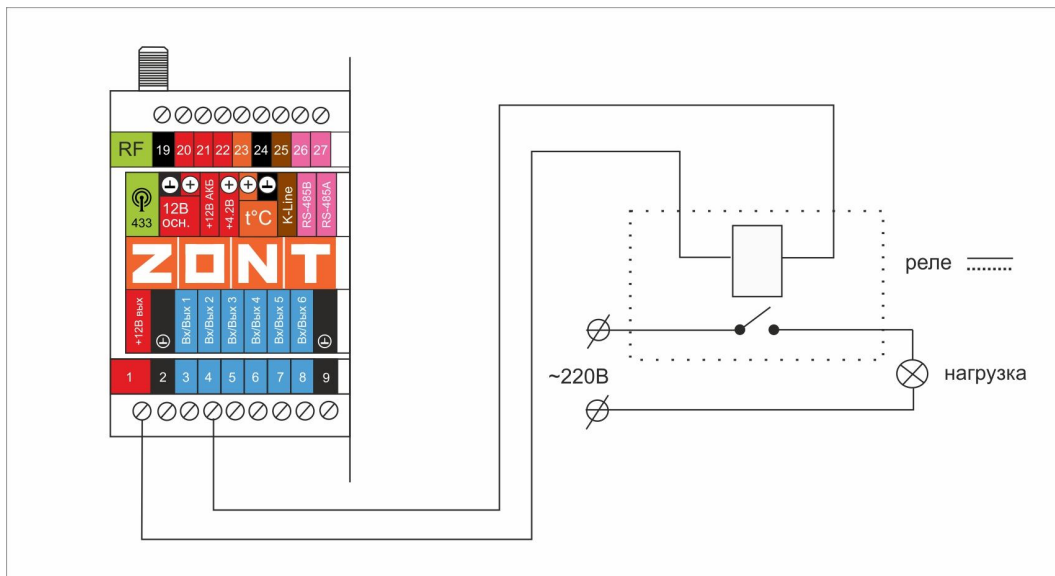 RF 19 20 21 22 23 24 25 26 27
433
12В
осн.
+12В АКБ
+4.2В
t°C
K-Line
RS-485B
RS-485A
ZONT
+12В вых
Вх/Вых 1
Вх/Вых 2
Вх/Вых 3
Вх/Вых 4
Вх/Вых 5
Вх/Вых 6
1 2 3 4 5 6 7 8 9
реле
~220В
нагрузка